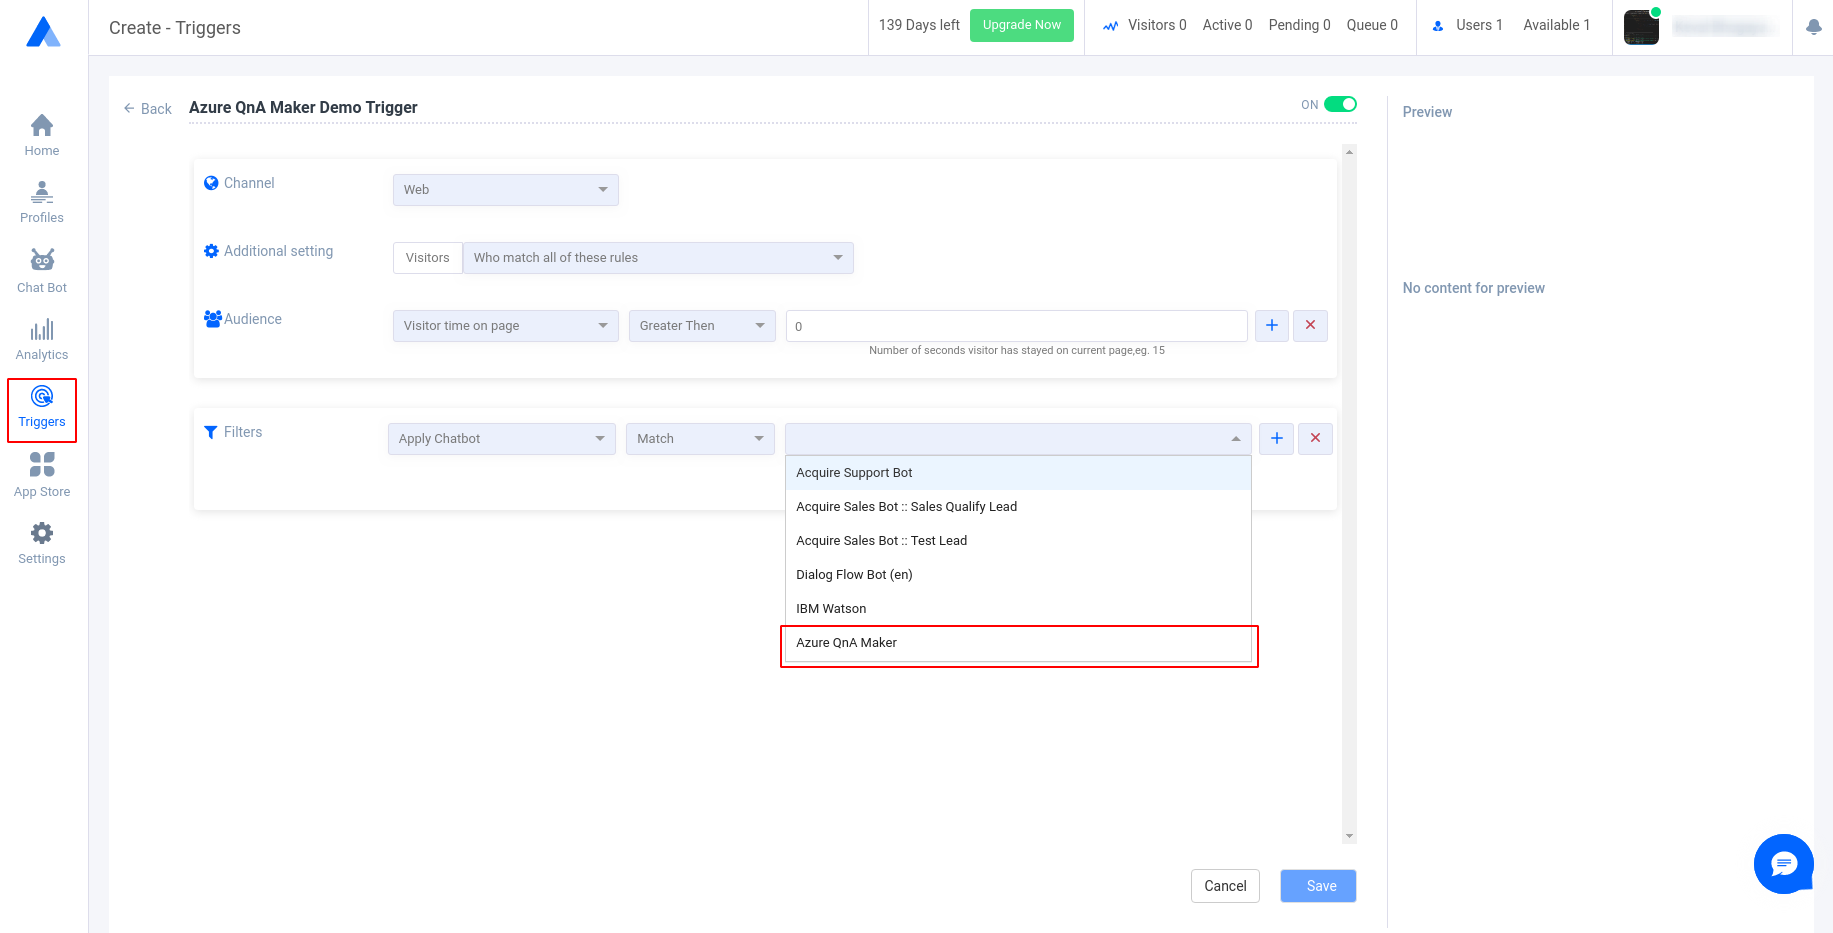 Create - Triggers
139 Days left
Upgrade Now
Visitors 0 Active 0 Pending 0 Queue 0
Users 1 Available 1
Home
Profiles
Chat Bot
Analytics
Triggers
App Store
Settings
← Back
Azure QnA Maker Demo Trigger
ON
Channel
Web
Additional setting
Visitors
Who match all of these rules
Audience
Visitor time on page
Greater Then
0
Number of seconds visitor has stayed on current page,eg. 15
Filters
Apply Chatbot
Match
Acquire Support Bot
Acquire Sales Bot :: Sales Qualify Lead
Acquire Sales Bot :: Test Lead
Dialog Flow Bot (en)
IBM Watson
Azure QnA Maker
Cancel
Save
Preview
No content for preview